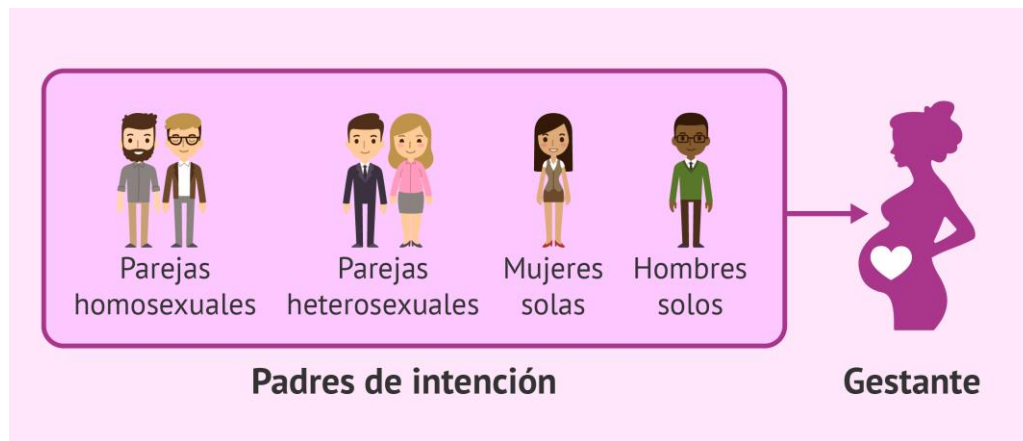 Parejas
homosexuales
Parejas
heterosexuales
Mujeres
solas
Hombres
solos
Padres de intención
Gestante